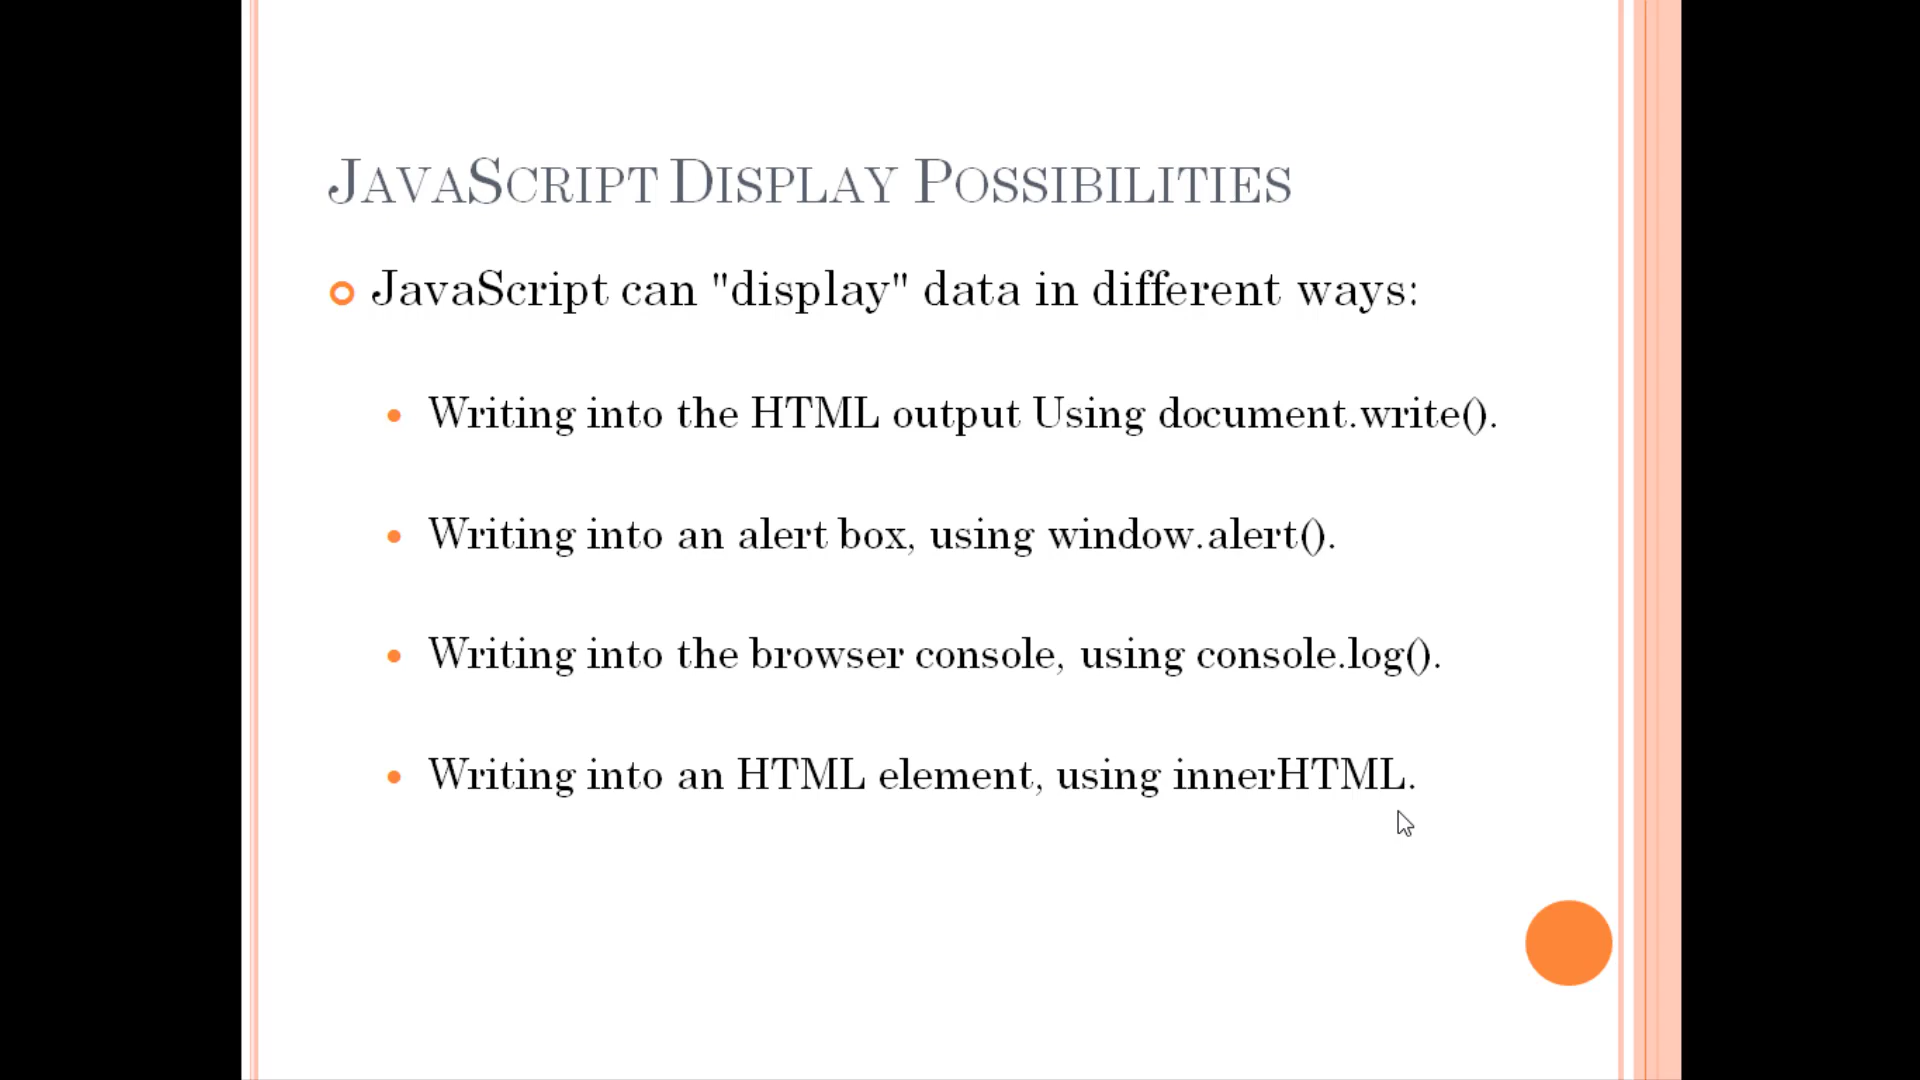 JavaScript Display Possibilities
JavaScript can "display" data in different ways:
Writing into the HTML output Using document.write().
Writing into an alert box, using window.alert().
Writing into the browser console, using console.log().
Writing into an HTML element, using innerHTML.